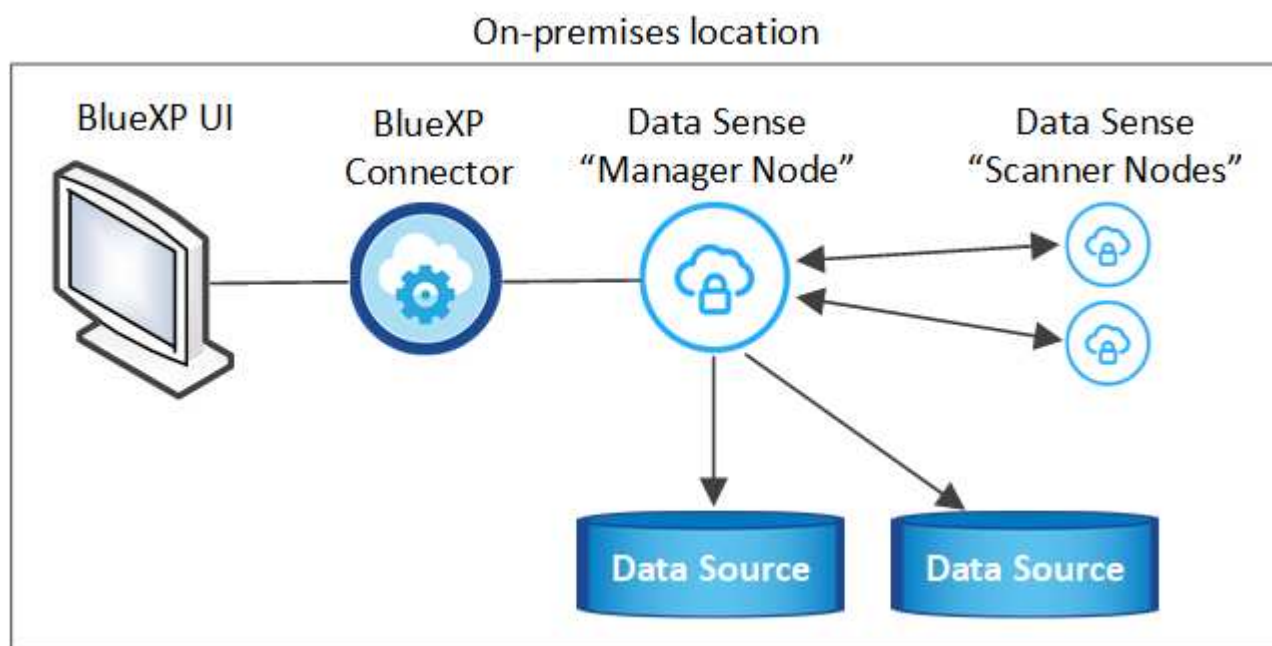 On-premises location
BlueXP UI
BlueXP
Connector
Data Sense
“Manager Node”
Data Sense
“Scanner Nodes”
Data Source
Data Source